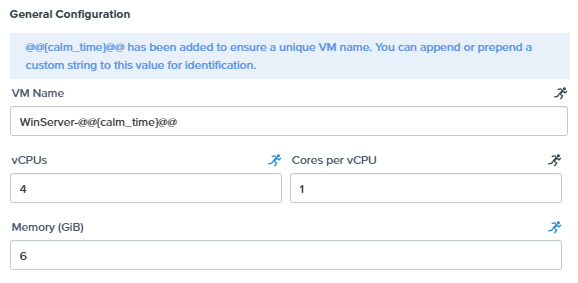 General Configuration
@@{calm_time}@@ has been added to ensure a unique VM name. You can append or prepend a
custom string to this value for identification.
VM Name
WinServer-@@{calm_time}@@
vCPUs
Cores per vCPU
4
1
Memory (GiB)
6